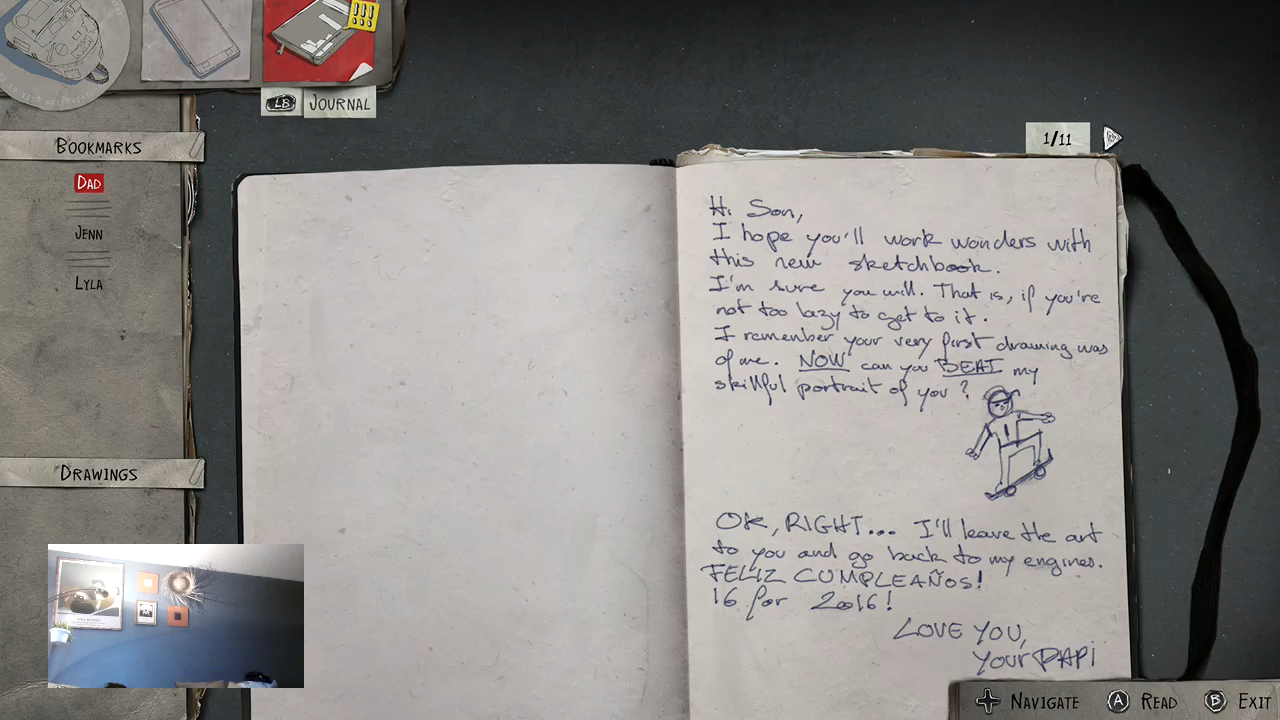 LB JOURNAL
BOOKMARKS
DAD
JENN
LYLA
DRAWINGS
1/11
Hi Son,
I hope you'll work wonders with
this new sketchbook.
I'm sure you will. That is, if you're
not too lazy to get to it.
I remember your very first drawing was
of me. NOW can you BEAT my
skillful portrait of you?
OK, RIGHT... I'll leave the art
to you and go back to my engines.
FELIZ CUMPLEAÑOS!
16 for 2016!
LOVE YOU,
your PAPI
NAVIGATE A READ B EXIT